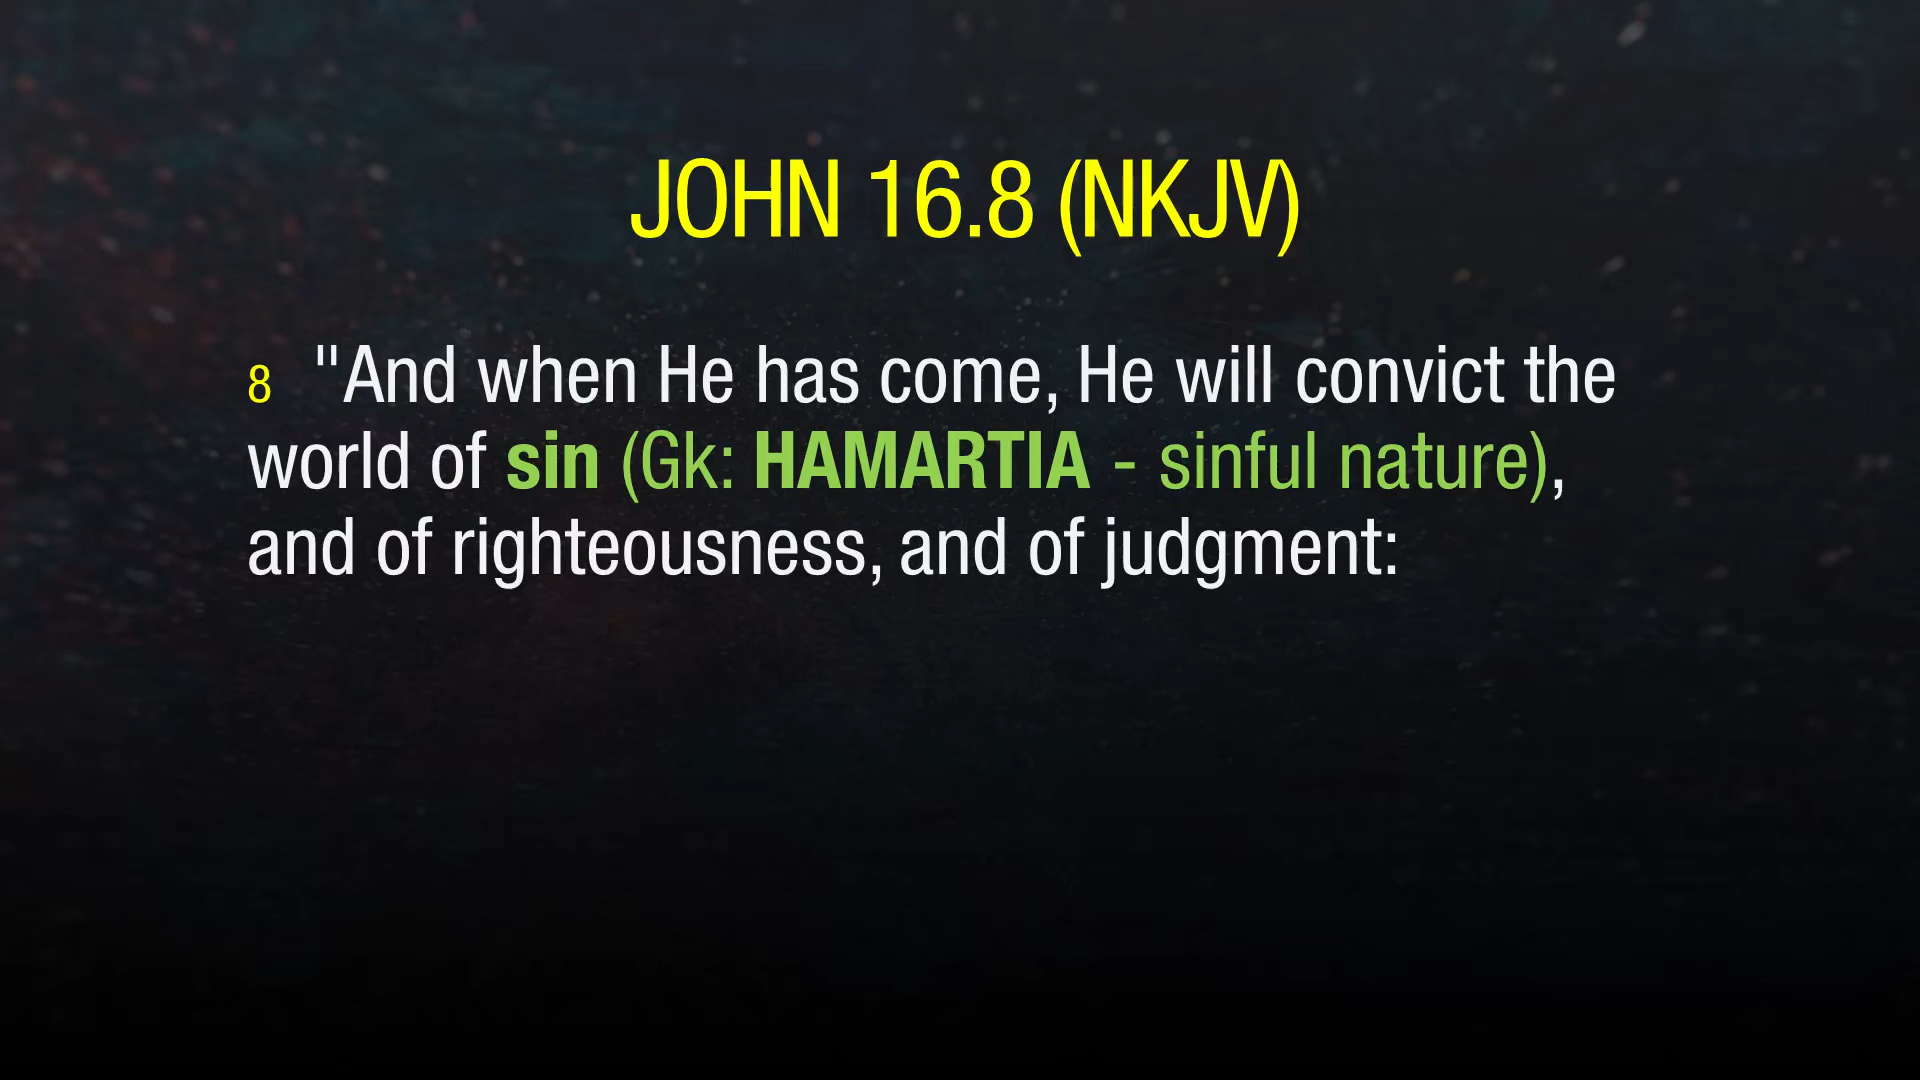 JOHN 16.8 (NKJV)
8 "And when He has come, He will convict the
world of sin (Gk: HAMARTIA - sinful nature),
and of righteousness, and of judgment: